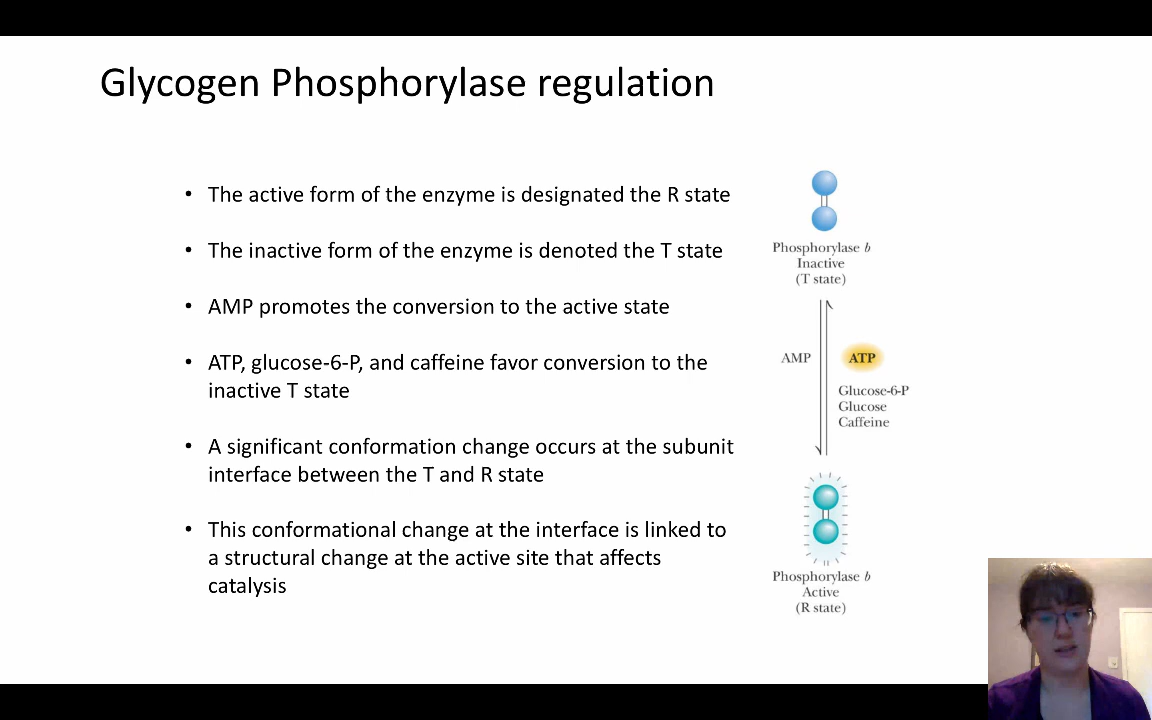 Glycogen Phosphorylase regulation
• The active form of the enzyme is designated the R state
• The inactive form of the enzyme is denoted the T state
• AMP promotes the conversion to the active state
• ATP, glucose-6-P, and caffeine favor conversion to the
inactive T state
• A significant conformation change occurs at the subunit
interface between the T and R state
• This conformational change at the interface is linked to
a structural change at the active site that affects
catalysis
Phosphorylase b
Inactive
(T state)
AMP
ATP
Glucose-6-P
Glucose
Caffeine
Phosphorylase b
Active
(R state)